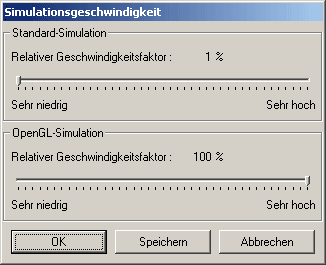 Simulationsgeschwindigkeit
Standard-Simulation
Relativer Geschwindigkeitsfaktor : 1 %
Sehr niedrig Sehr hoch
OpenGL-Simulation
Relativer Geschwindigkeitsfaktor : 100 %
Sehr niedrig Sehr hoch
OK Speichern Abbrechen